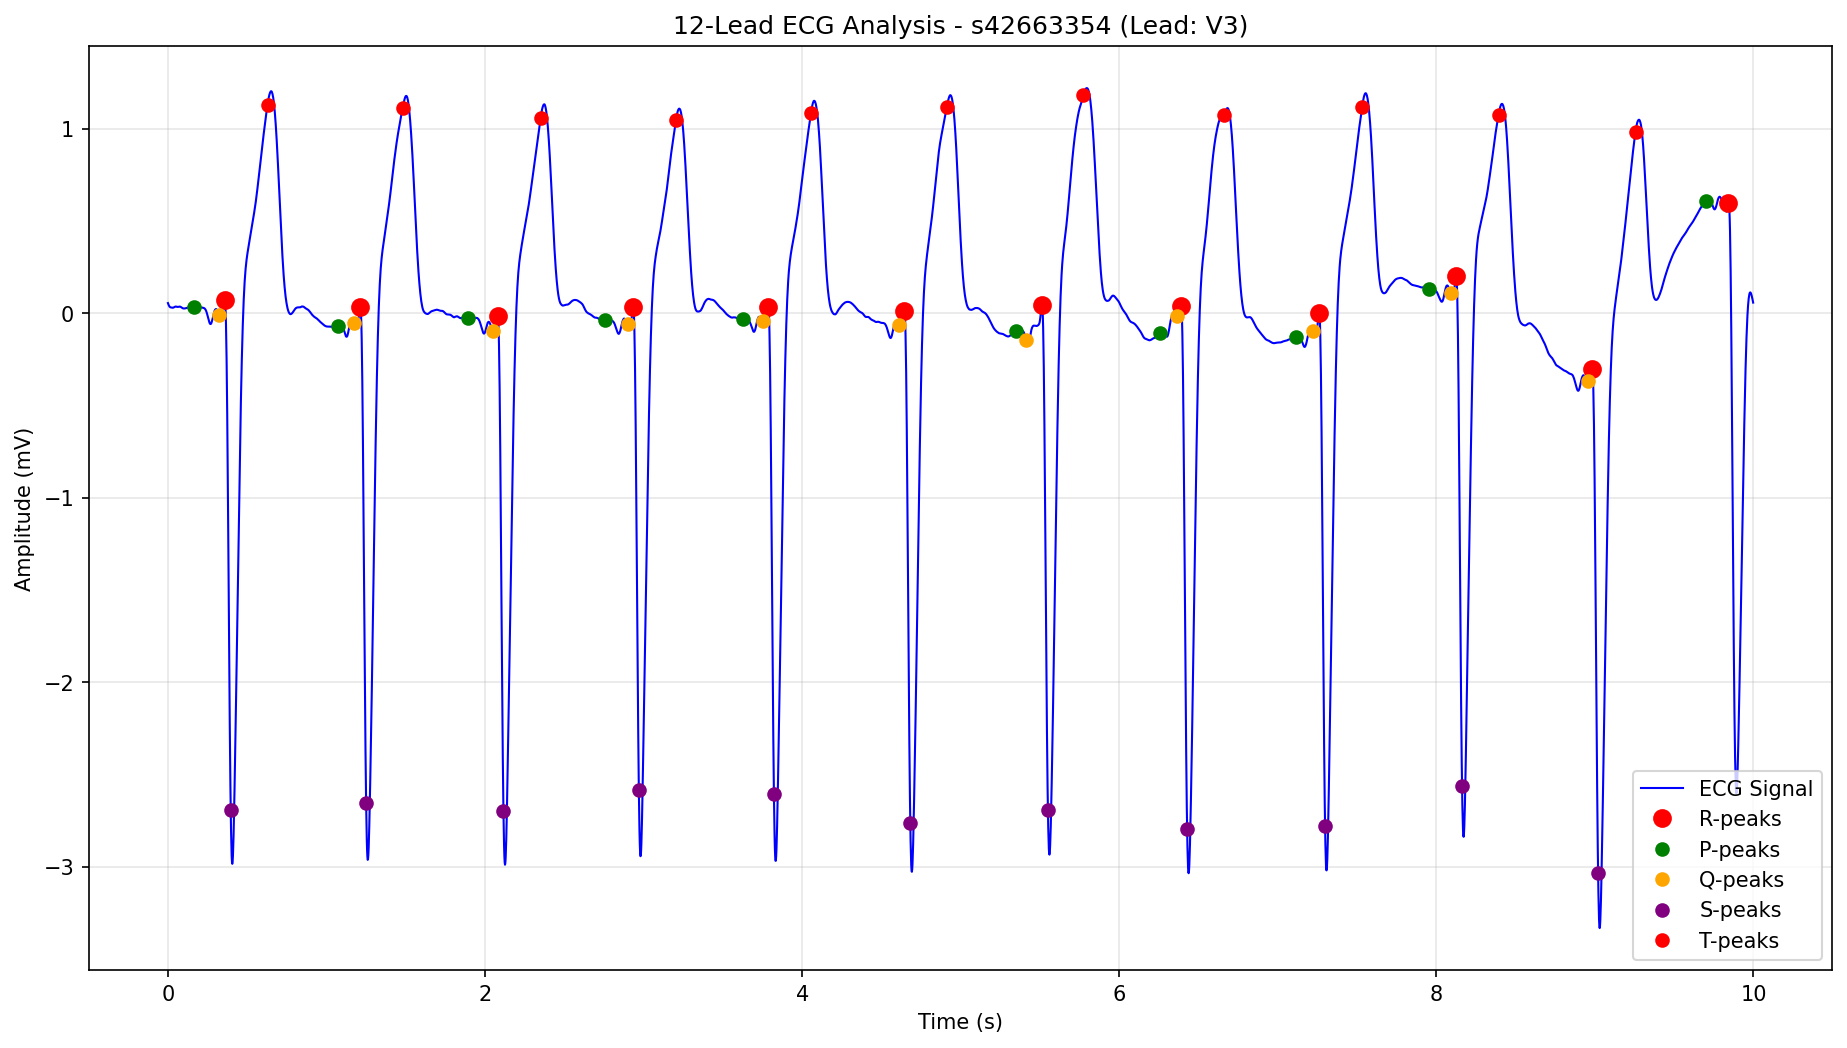 12-Lead ECG Analysis - s42663354 (Lead: V3)
Amplitude (mV)
1
0
−1
−2
−3
0
2
4
6
8
10
Time (s)
ECG Signal
R-peaks
P-peaks
Q-peaks
S-peaks
T-peaks